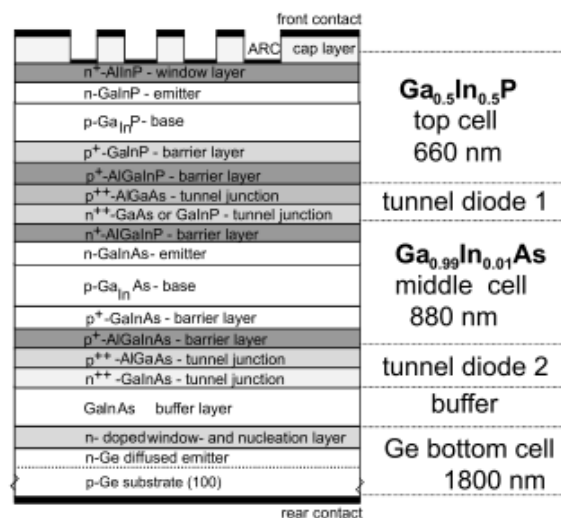 front contact
ARC cap layer
n⁺-AlInP - window layer
n-GaInP - emitter
p-GaInP - base
p⁺-GaInP - barrier layer
p⁺-AlGaInP - barrier layer
p⁺⁺-AlGaAs - tunnel junction
n⁺⁺-GaAs or GaInP - tunnel junction
n⁺-AlGaInP - barrier layer
n-GaInAs- emitter
p-GaInAs - base
p⁺-GaInAs - barrier layer
p⁺-AlGaInAs - barrier layer
p⁺⁺-AlGaAs - tunnel junction
n⁺⁺-GaInAs - tunnel junction
GaInAs buffer layer
n- doped window- and nucleation layer
n-Ge diffused emitter
p-Ge substrate (100)
rear contact
Ga₀.₅In₀.₅P
top cell
660 nm
tunnel diode 1
Ga₀.₉₉In₀.₀₁As
middle cell
880 nm
tunnel diode 2
buffer
Ge bottom cell
1800 nm